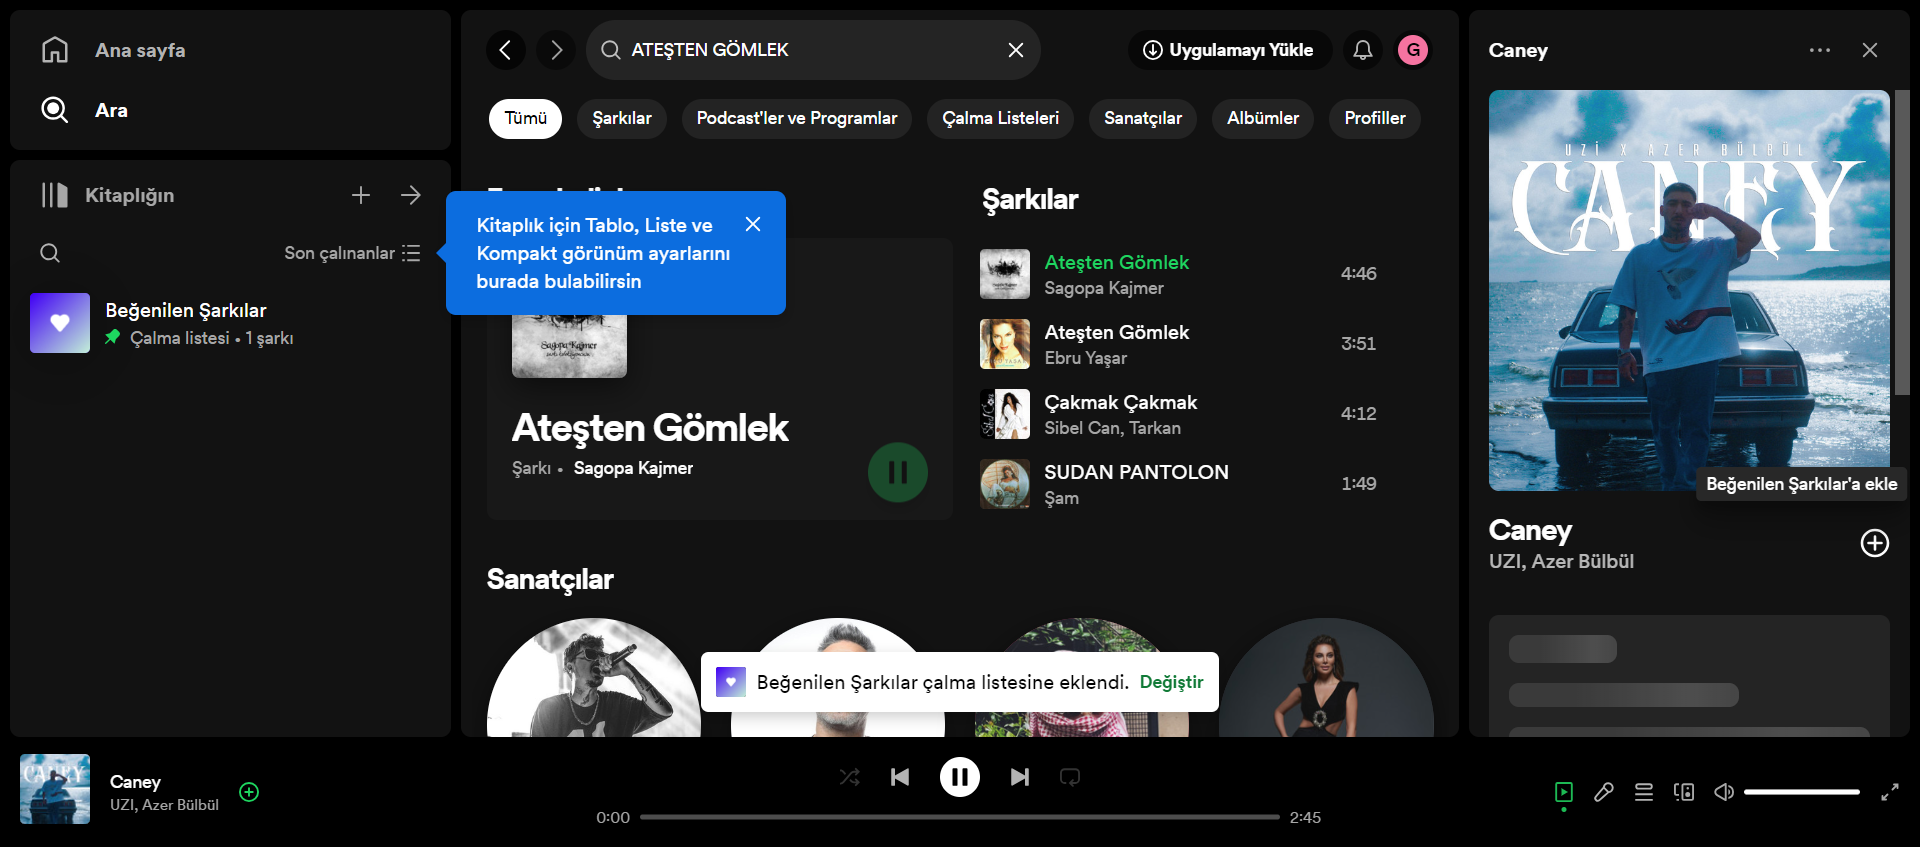 Ana sayfa
Ara
Kitaplığın
Son çalınanlar
Beğenilen Şarkılar
Çalma listesi • 1 şarkı
ATEŞTEN GÖMLEK
Uygulamayı Yükle
G
Tümü
Şarkılar
Podcast'ler ve Programlar
Çalma Listeleri
Sanatçılar
Albümler
Profiller
Kitaplık için Tablo, Liste ve
Kompakt görünüm ayarlarını
burada bulabilirsin
Sagopa Kajmer
Ateşten Gömlek
Şarkı • Sagopa Kajmer
Şarkılar
Ateşten Gömlek
Sagopa Kajmer
4:46
Ateşten Gömlek
Ebru Yaşar
3:51
Çakmak Çakmak
Sibel Can, Tarkan
4:12
SUDAN PANTOLON
Şam
1:49
Sanatçılar
Beğenilen Şarkılar çalma listesine eklendi. Değiştir
Caney
UZİ X AZER BÜLBÜL
CANEY
Beğenilen Şarkılar'a ekle
Caney
UZI, Azer Bülbül
CANEY
Caney
UZI, Azer Bülbül
0:00
2:45